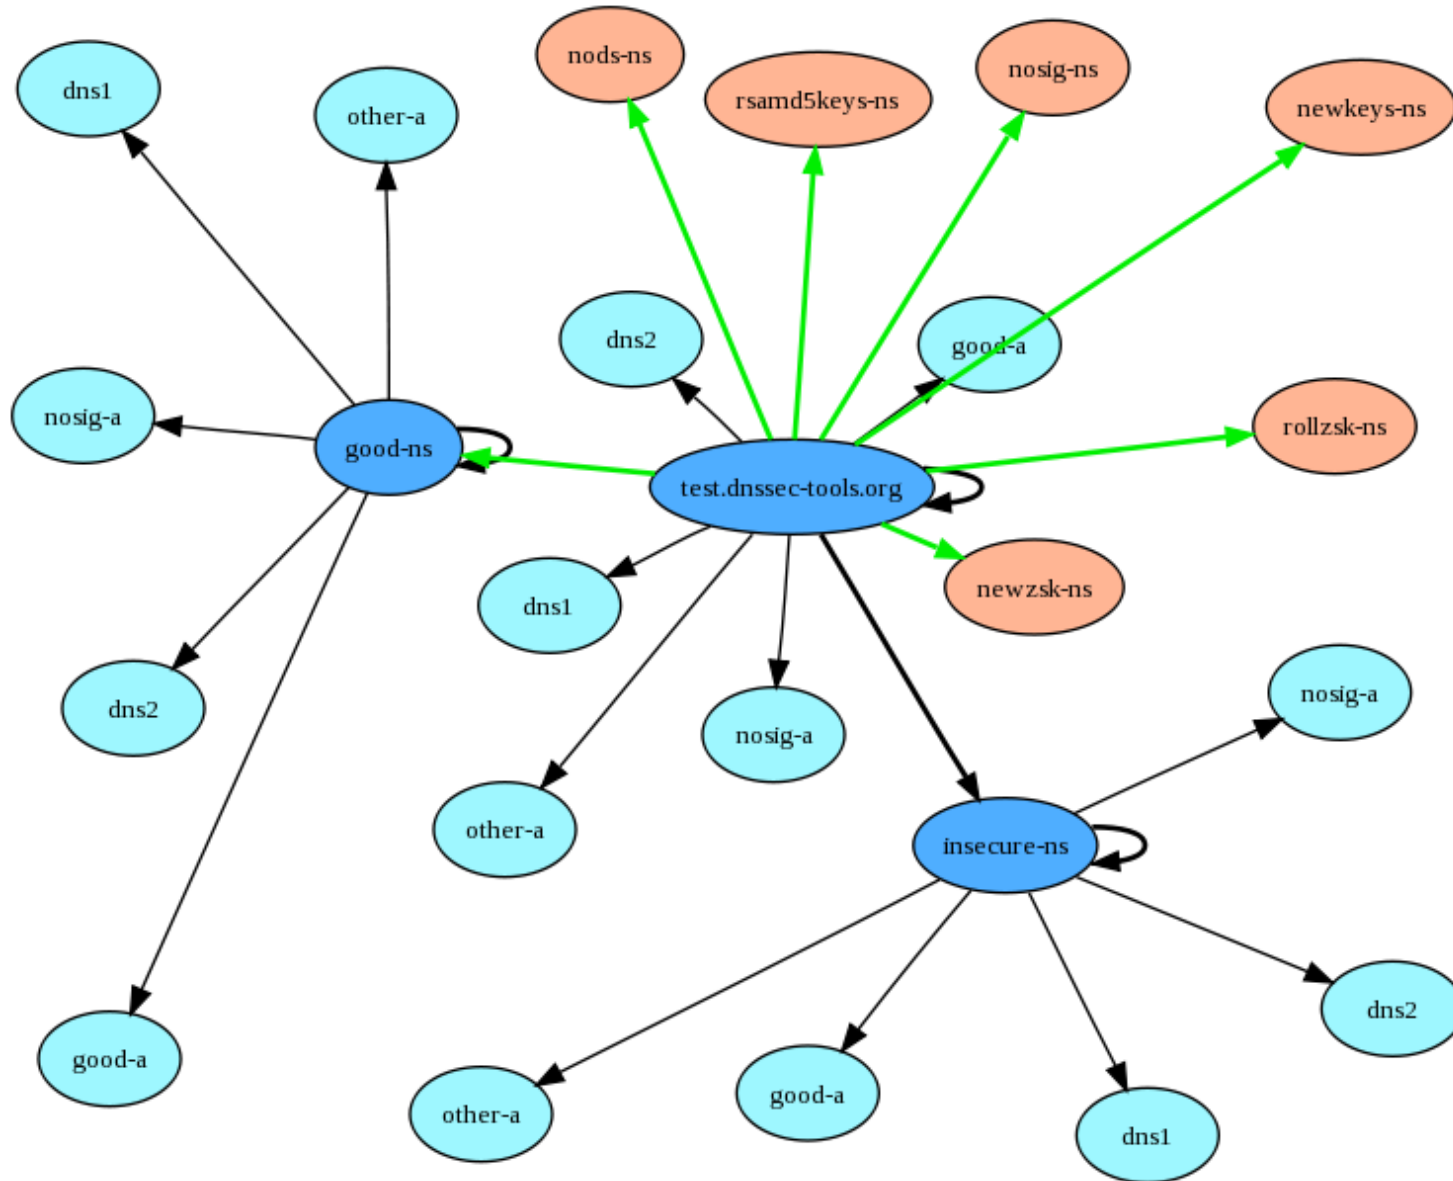 nods-ns
nosig-ns
dns1
rsamd5keys-ns
newkeys-ns
other-a
dns2
good-a
nosig-a
rollzsk-ns
good-ns
test.dnssec-tools.org
newzsk-ns
dns1
nosig-a
dns2
nosig-a
other-a
insecure-ns
dns2
good-a
good-a
other-a
dns1